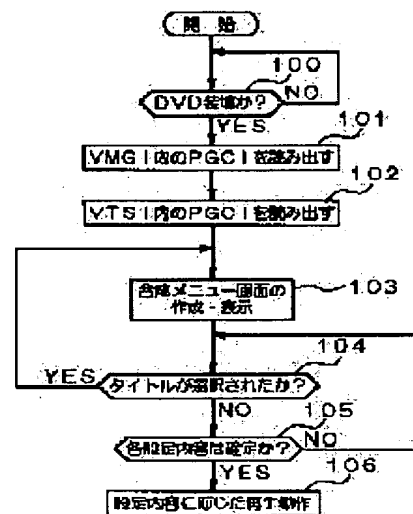 開始
100
DVD装填か?
NO
YES
101
VMGI内のPGCIを読み出す
102
VTSI内のPGCIを読み出す
合成メニュー画面の
作成・表示
103
104
YES
タイトルが選択されたか?
NO
105
各設定内容は確定か?
NO
YES
106
設定内容に応じた再生動作